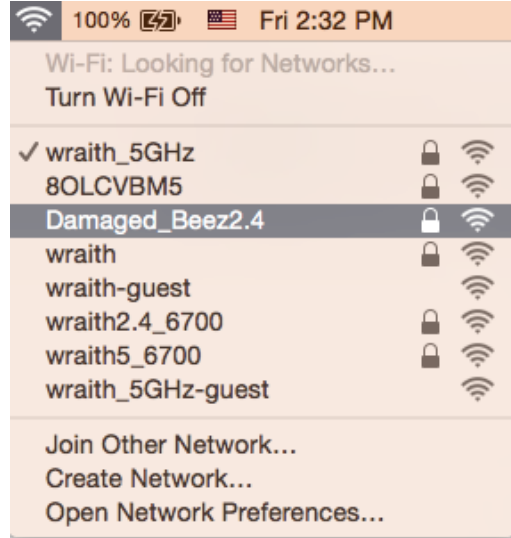 100% Fri 2:32 PM
Wi-Fi: Looking for Networks...
Turn Wi-Fi Off
wraith_5GHz
8OLCVBM5
Damaged_Beez2.4
wraith
wraith-guest
wraith2.4_6700
wraith5_6700
wraith_5GHz-guest
Join Other Network...
Create Network...
Open Network Preferences...